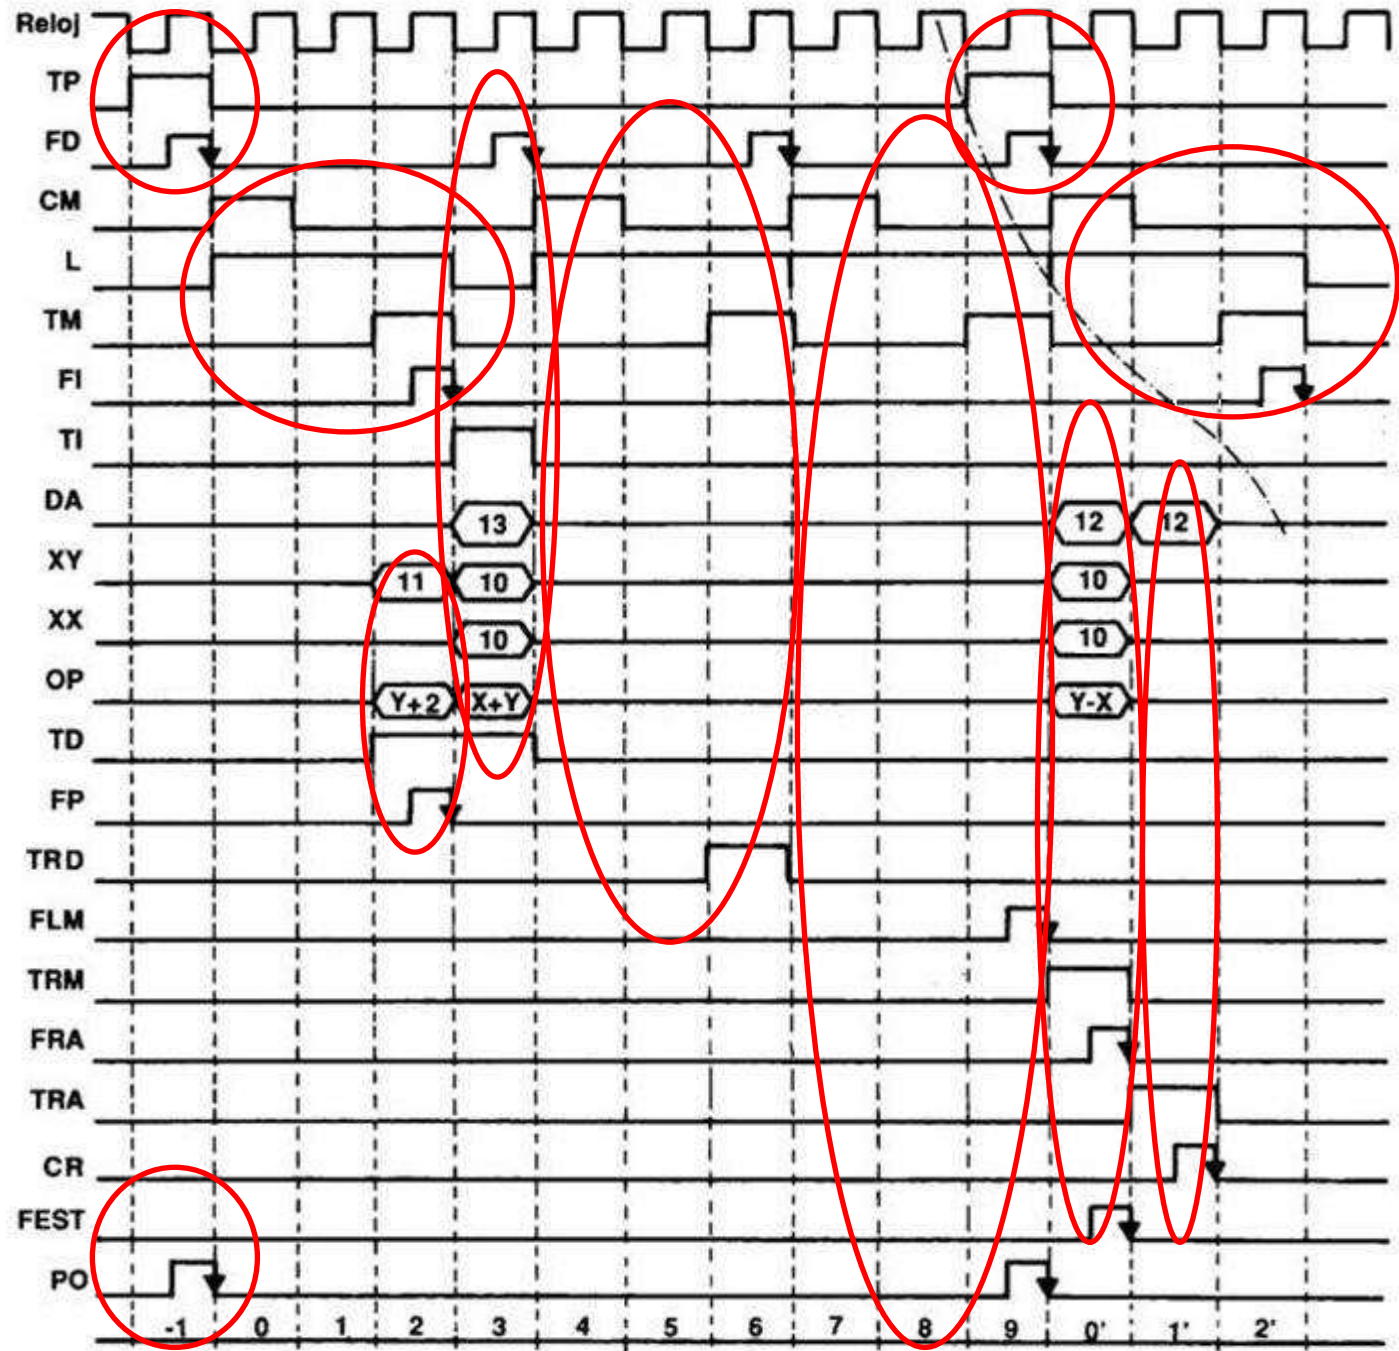 Reloj
TP
FD
CM
L
TM
FI
TI
DA 13 12 12
XY 11 10 10
XX 10 10
OP Y+2 X+Y Y-X
TD
FP
TRD
FLM
TRM
FRA
TRA
CR
FEST
PO
-1 0 1 2 3 4 5 6 7 8 9 0' 1' 2'